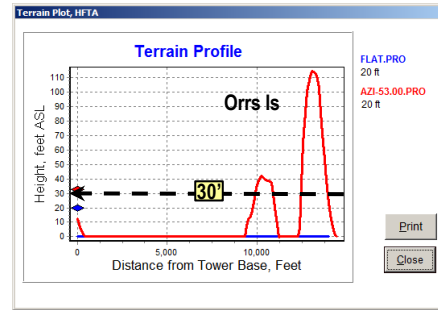 Terrain Plot, HFTA
Terrain Profile
FLAT.PRO
20 ft
AZI-53.00.PRO
20 ft
Height, feet ASL
110
100
90
80
70
60
50
40
30
20
10
0
Orrs Is
30'
0
5,000
10,000
Distance from Tower Base, Feet
Print
Close